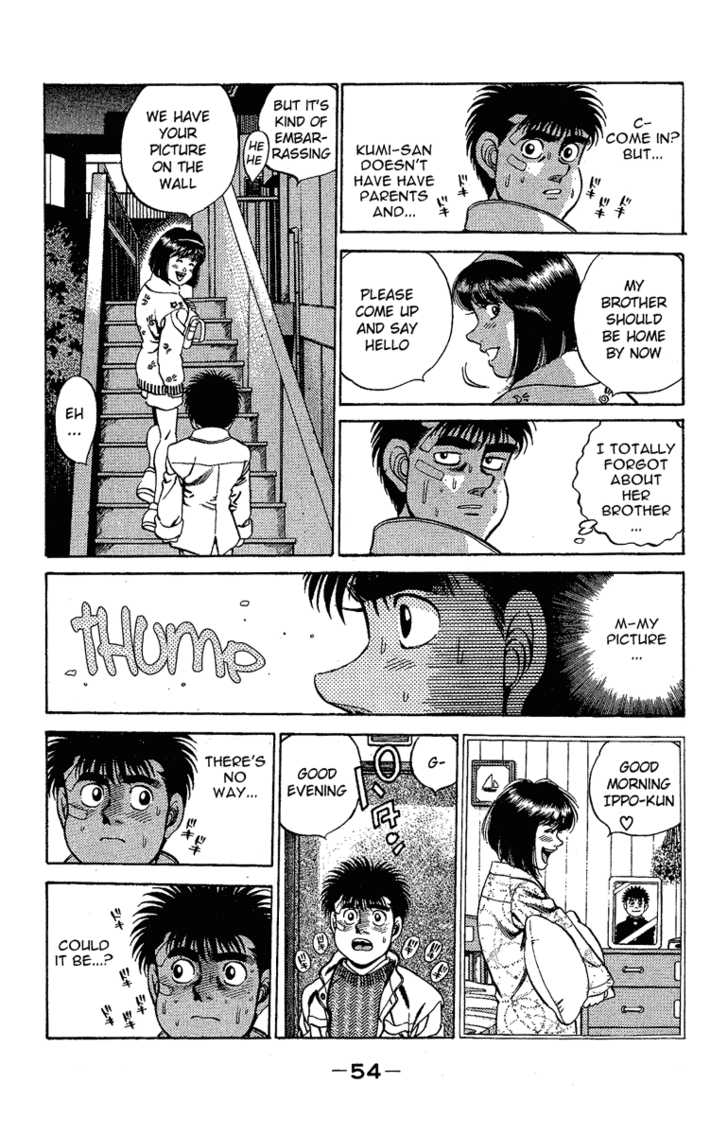 C-
COME IN?
BUT...
KUMI-SAN
DOESN'T
HAVE HAVE
PARENTS
AND...
MY
BROTHER
SHOULD
BE HOME
BY NOW
PLEASE
COME UP
AND SAY
HELLO
I TOTALLY
FORGOT
ABOUT
HER
BROTHER
...
BUT IT'S
KIND OF
EMBAR-
RASSING
HE
HE
WE HAVE
YOUR
PICTURE
ON THE
WALL
EH
...
M-MY
PICTURE
...
THUMP
GOOD
MORNING
IPPO-KUN
♡
G-
GOOD
EVENING
THERE'S
NO
WAY...
COULD
IT BE...?
-54-